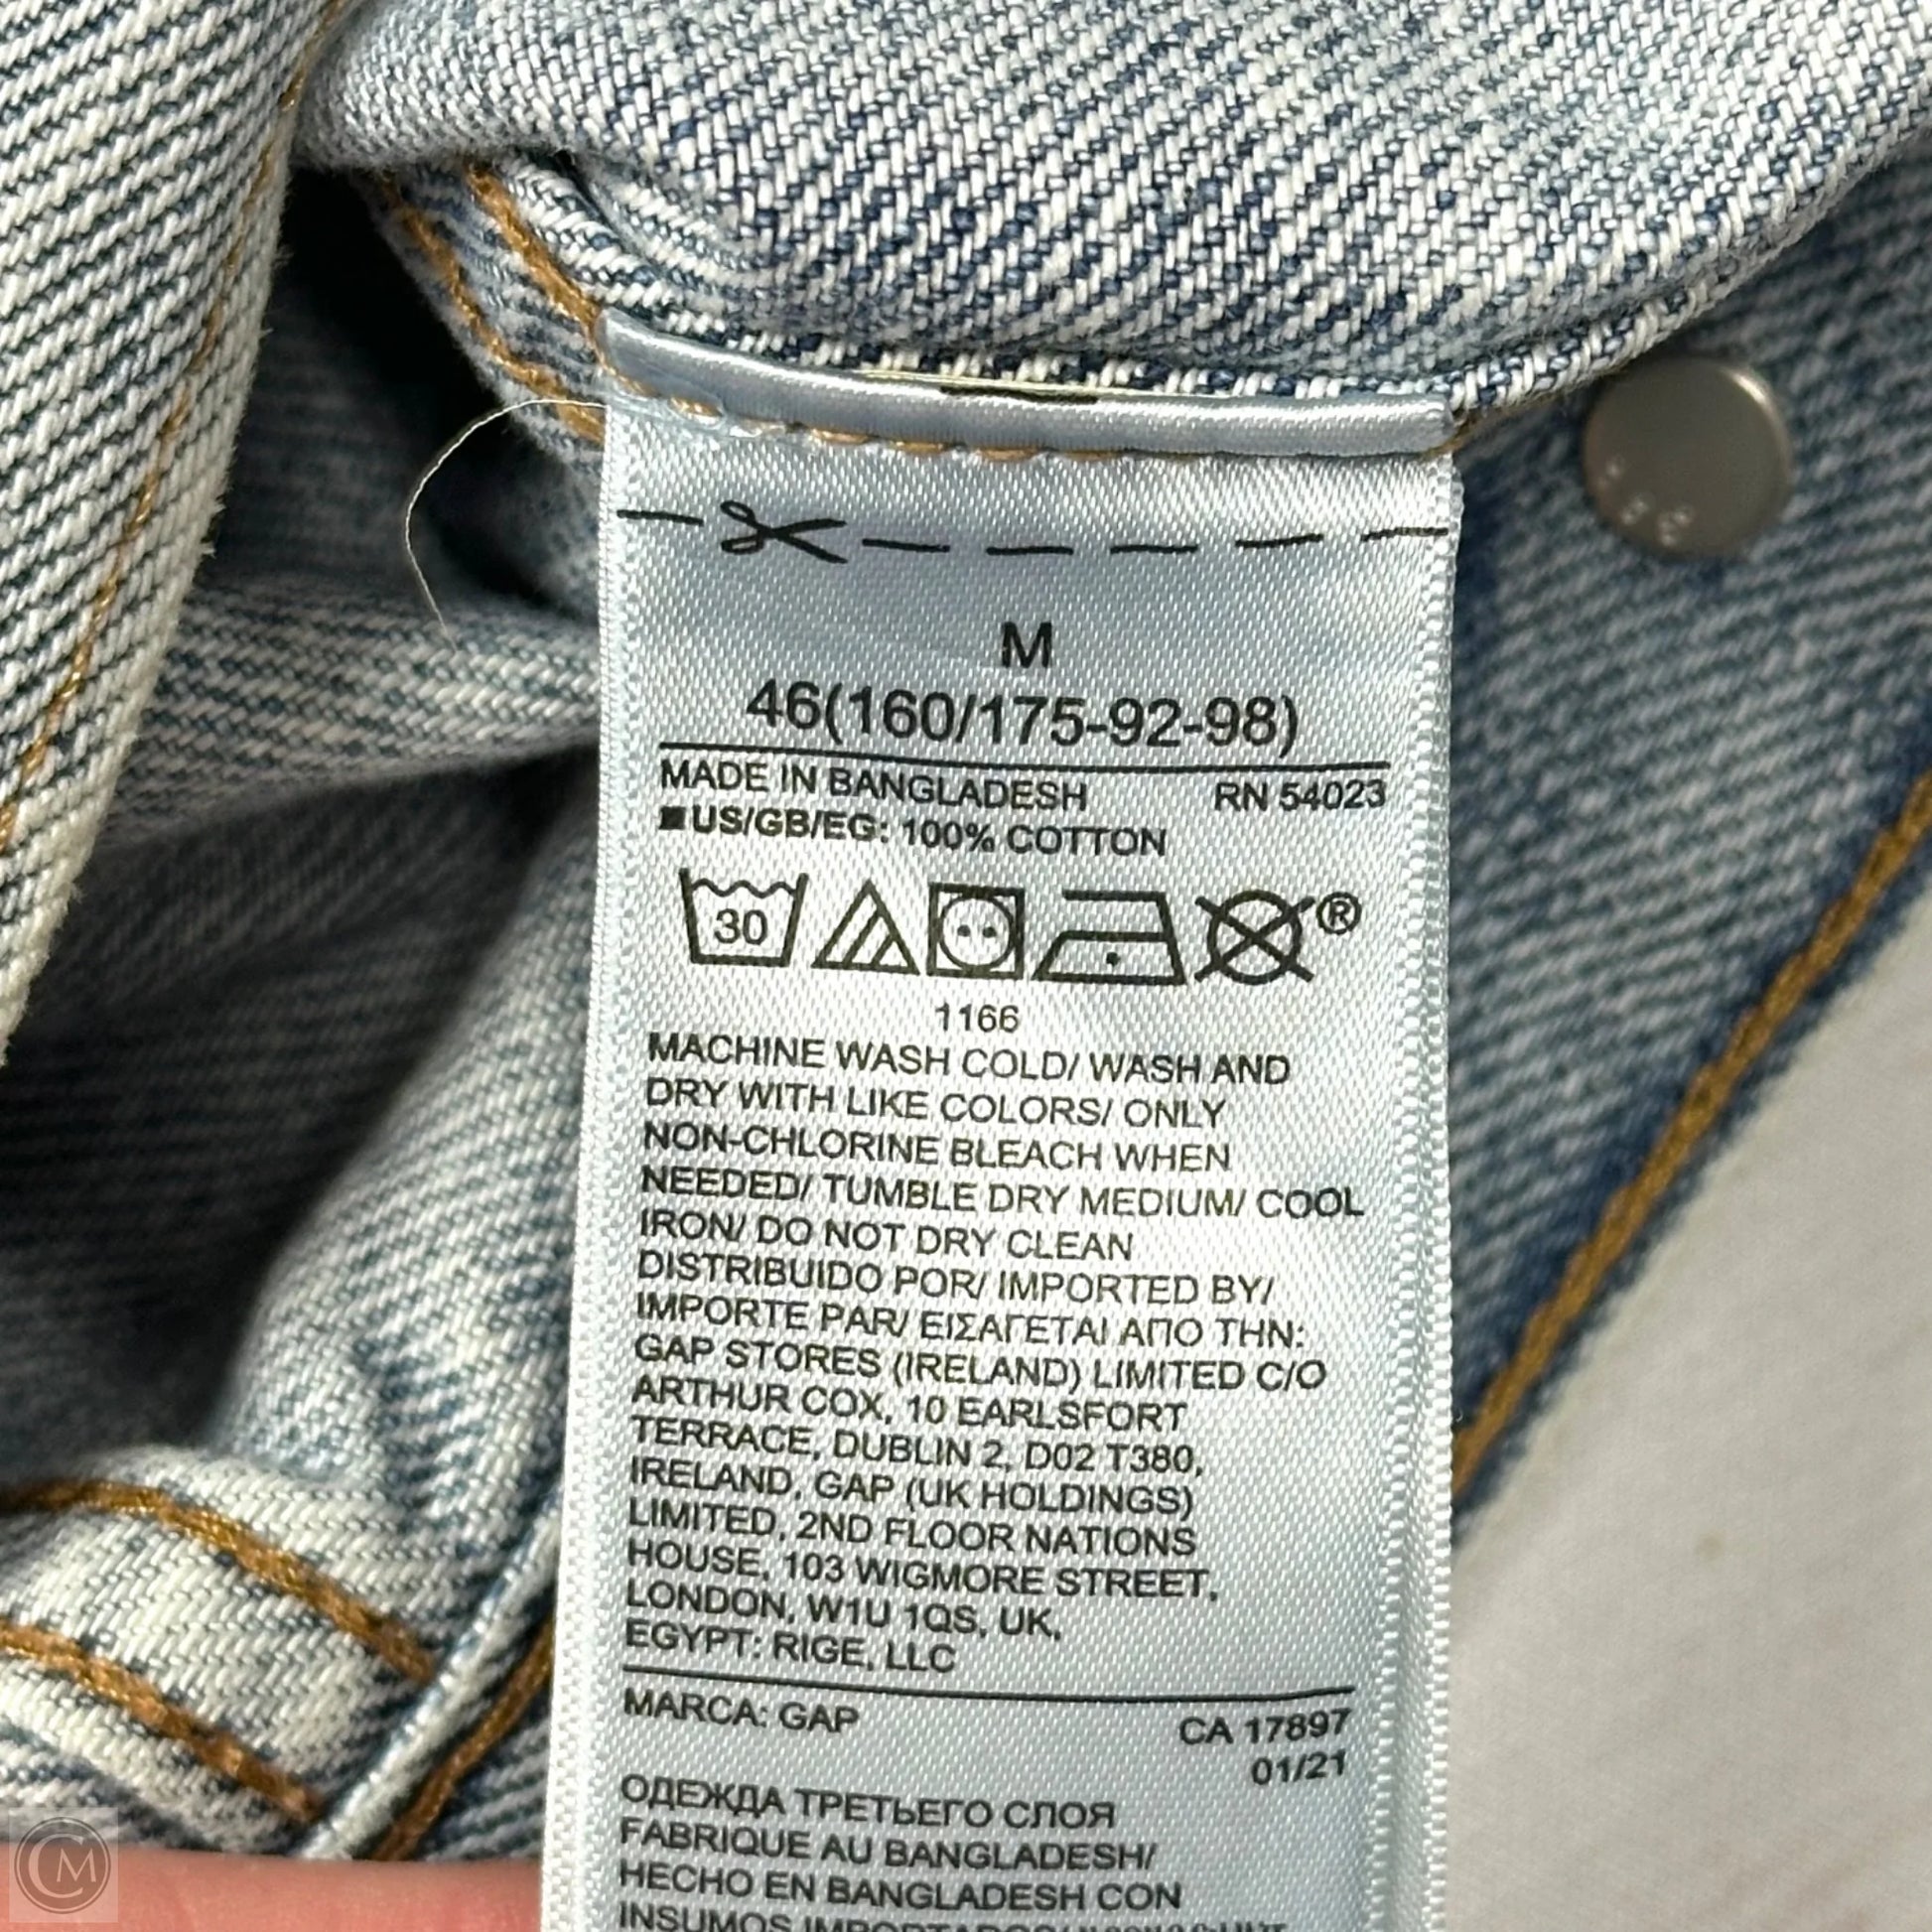 M
46(160/175-92-98)
MADE IN BANGLADESH RN 54023
US/GB/EG: 100% COTTON
30 ®
1166
MACHINE WASH COLD/ WASH AND
DRY WITH LIKE COLORS/ ONLY
NON-CHLORINE BLEACH WHEN
NEEDED/ TUMBLE DRY MEDIUM/ COOL
IRON/ DO NOT DRY CLEAN
DISTRIBUIDO POR/ IMPORTED BY/
IMPORTE PAR/ ΕΙΣΑΓΕΤΑΙ ΑΠΟ ΤΗΝ:
GAP STORES (IRELAND) LIMITED C/O
ARTHUR COX, 10 EARLSFORT
TERRACE, DUBLIN 2, D02 T380,
IRELAND, GAP (UK HOLDINGS)
LIMITED, 2ND FLOOR NATIONS
HOUSE, 103 WIGMORE STREET,
LONDON, W1U 1QS, UK,
EGYPT: RIGE, LLC
MARCA: GAP CA 17897
01/21
ОДЕЖДА ТРЕТЬЕГО СЛОЯ
FABRIQUE AU BANGLADESH/
HECHO EN BANGLADESH CON
INSUMOS
CM